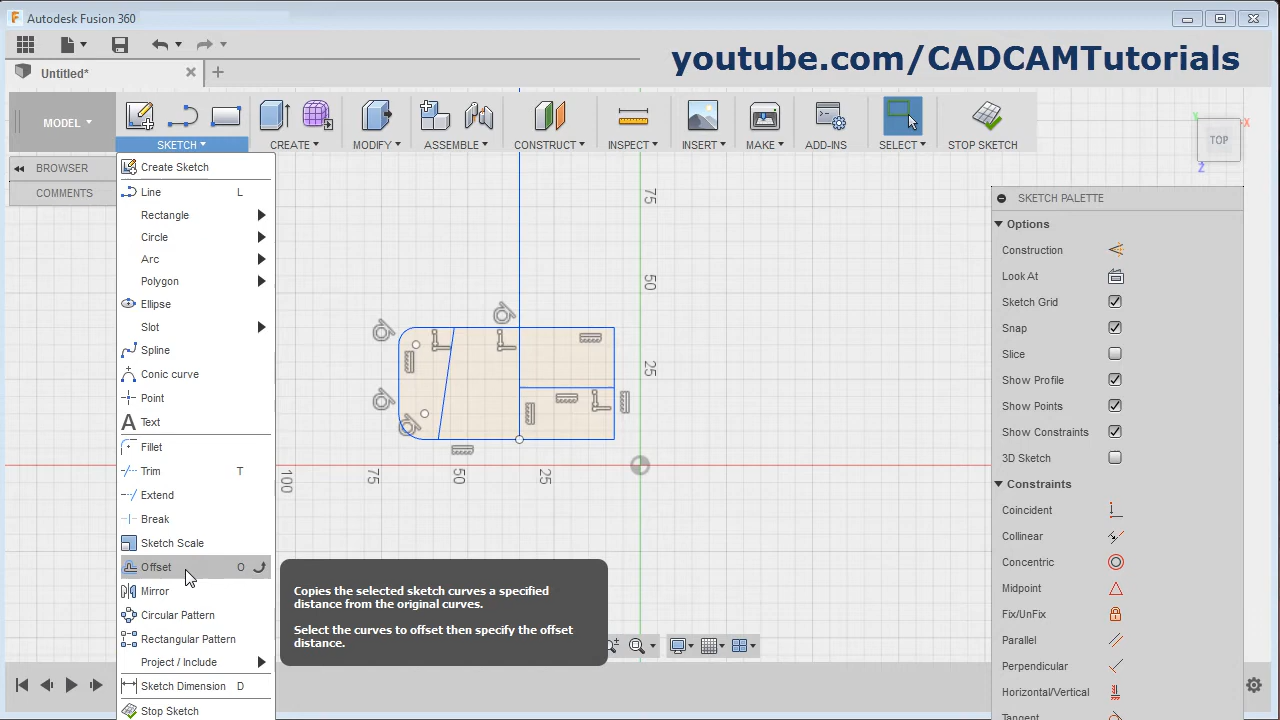 Autodesk Fusion 360
youtube.com/CADCAMTutorials
Untitled*
MODEL
SKETCH
CREATE
MODIFY
ASSEMBLE
CONSTRUCT
INSPECT
INSERT
MAKE
ADD-INS
SELECT
STOP SKETCH
BROWSER
COMMENTS
Create Sketch
Line L
Rectangle
Circle
Arc
Polygon
Ellipse
Slot
Spline
Conic curve
Point
Text
Fillet
Trim T
Extend
Break
Sketch Scale
Offset O
Mirror
Circular Pattern
Rectangular Pattern
Project / Include
Sketch Dimension D
Stop Sketch
Copies the selected sketch curves a specified
distance from the original curves.
Select the curves to offset then specify the offset
distance.
75
50
25
100
75
50
25
X
Y
TOP
Z
SKETCH PALETTE
Options
Construction
Look At
Sketch Grid
Snap
Slice
Show Profile
Show Points
Show Constraints
3D Sketch
Constraints
Coincident
Collinear
Concentric
Midpoint
Fix/UnFix
Parallel
Perpendicular
Horizontal/Vertical
Tangent